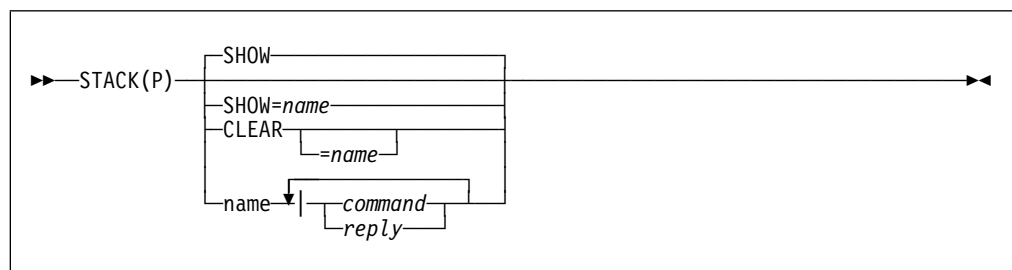 SHOW
STACK(P)
SHOW=name
CLEAR
=name
name | command
reply